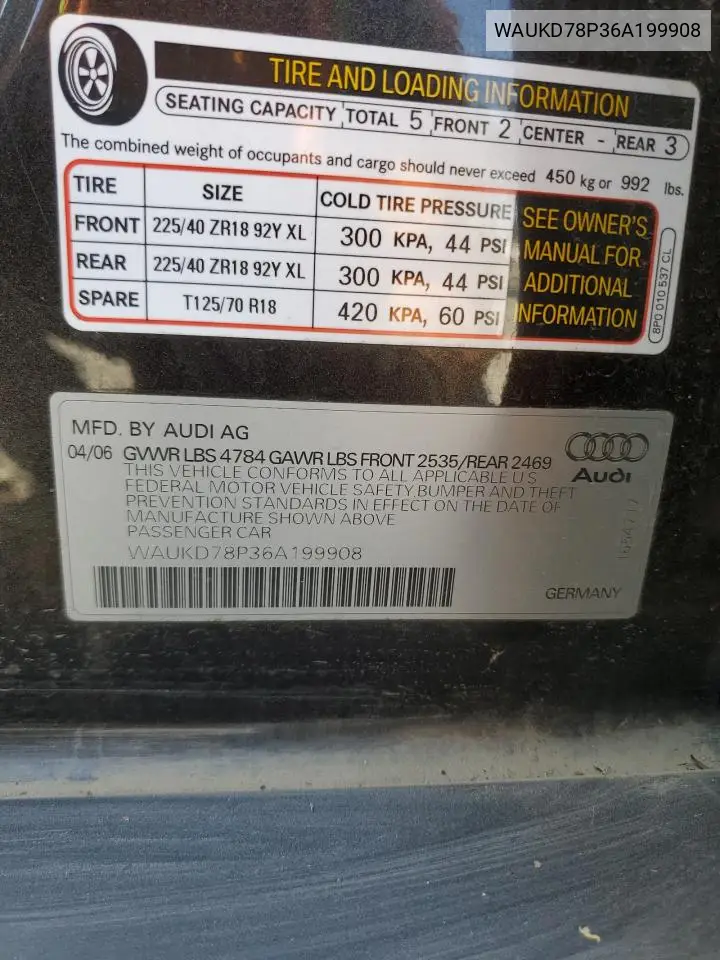 WAUKD78P36A199908
TIRE AND LOADING INFORMATION
SEATING CAPACITY TOTAL 5 FRONT 2 CENTER - REAR 3
The combined weight of occupants and cargo should never exceed 450 kg or 992 lbs.
TIRE SIZE COLD TIRE PRESSURE
FRONT 225/40 ZR18 92Y XL 300 KPA, 44 PSI
REAR 225/40 ZR18 92Y XL 300 KPA, 44 PSI
SPARE T125/70 R18 420 KPA, 60 PSI
SEE OWNER'S
MANUAL FOR
ADDITIONAL
INFORMATION
8P0 010 537 CL
MFD. BY AUDI AG
04/06 GVWR LBS 4784 GAWR LBS FRONT 2535/REAR 2469
THIS VEHICLE CONFORMS TO ALL APPLICABLE U S
FEDERAL MOTOR VEHICLE SAFETY,BUMPER AND THEFT
PREVENTION STANDARDS IN EFFECT ON THE DATE OF
MANUFACTURE SHOWN ABOVE
PASSENGER CAR
WAUKD78P36A199908
Audi
GERMANY